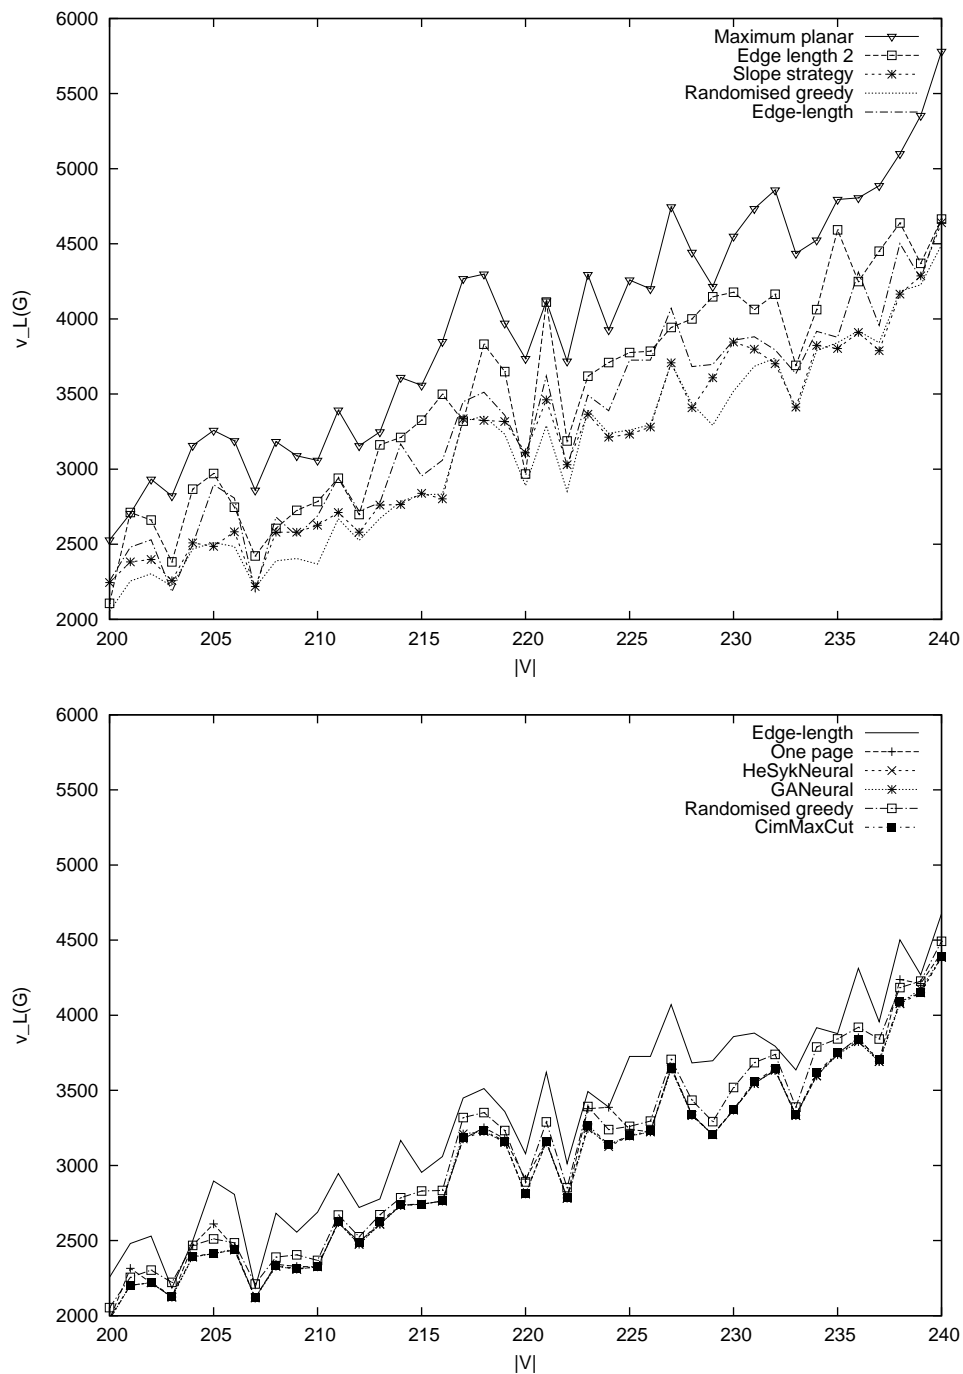 6000
5500
5000
4500
4000
3500
3000
2500
2000
v_L(G)
Maximum planar
Edge length 2
Slope strategy
Randomised greedy
Edge-length
200 205 210 215 220 225 230 235 240
|V|
6000
5500
5000
4500
4000
3500
3000
2500
2000
v_L(G)
Edge-length
One page
HeSykNeural
GANeural
Randomised greedy
CimMaxCut
200 205 210 215 220 225 230 235 240
|V|